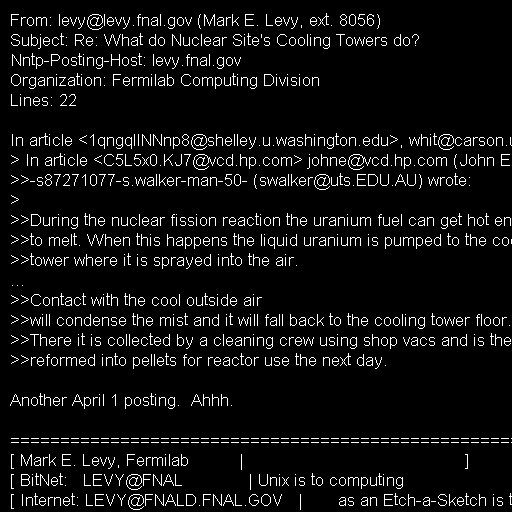 From: levy@levy.fnal.gov (Mark E. Levy, ext. 8056)
Subject: Re: What do Nuclear Site's Cooling Towers do?
Nntp-Posting-Host: levy.fnal.gov
Organization: Fermilab Computing Division
Lines: 22

In article <1qngqlINNnp8@shelley.u.washington.edu>, whit@carson.u
> In article <C5L5x0.KJ7@vcd.hp.com> johne@vcd.hp.com (John E
>>-s87271077-s.walker-man-50- (swalker@uts.EDU.AU) wrote:
>
>>During the nuclear fission reaction the uranium fuel can get hot en
>>to melt. When this happens the liquid uranium is pumped to the coo
>>tower where it is sprayed into the air.
...
>>Contact with the cool outside air
>>will condense the mist and it will fall back to the cooling tower floor.
>>There it is collected by a cleaning crew using shop vacs and is the
>>reformed into pellets for reactor use the next day.

Another April 1 posting.  Ahhh.

==================================================
[ Mark E. Levy, Fermilab | ]
[ BitNet: LEVY@FNAL | Unix is to computing
[ Internet: LEVY@FNALD.FNAL.GOV | as an Etch-a-Sketch is t